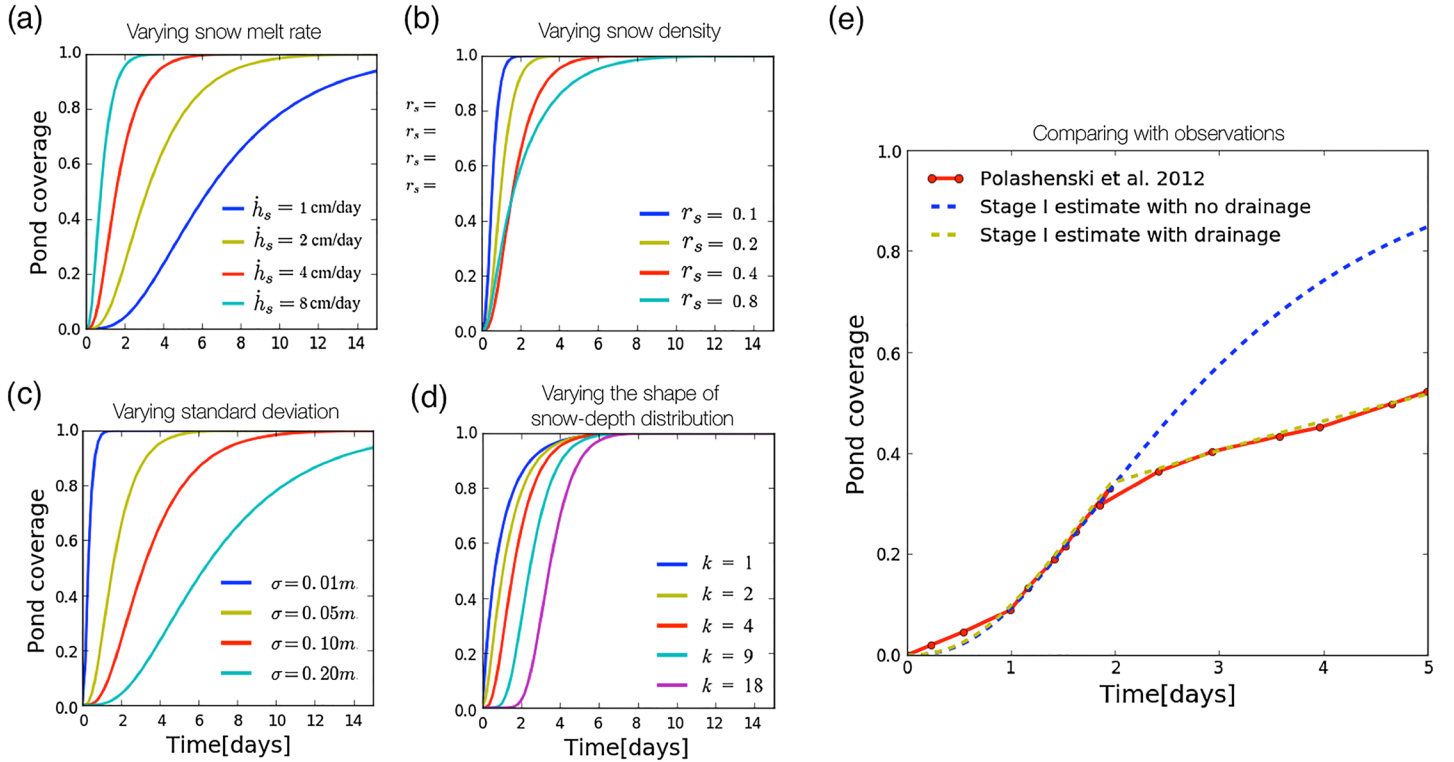 (a)
Varying snow melt rate
1.0
0.8
0.6
0.4
0.2
0.0
Pond coverage
ḣₛ = 1 cm/day
ḣₛ = 2 cm/day
ḣₛ = 4 cm/day
ḣₛ = 8 cm/day
0 2 4 6 8 10 12 14
(b)
Varying snow density
1.0
0.8
0.6
0.4
0.2
0.0
rₛ =
rₛ =
rₛ =
rₛ =
rₛ = 0.1
rₛ = 0.2
rₛ = 0.4
rₛ = 0.8
0 2 4 6 8 10 12 14
(c)
Varying standard deviation
1.0
0.8
0.6
0.4
0.2
0.0
Pond coverage
σ = 0.01m
σ = 0.05m
σ = 0.10m
σ = 0.20m
0 2 4 6 8 10 12 14
Time[days]
(d)
Varying the shape of
snow-depth distribution
1.0
0.8
0.6
0.4
0.2
0.0
k = 1
k = 2
k = 4
k = 9
k = 18
0 2 4 6 8 10 12 14
Time[days]
(e)
Comparing with observations
1.0
0.8
0.6
0.4
0.2
0.0
Pond coverage
Polashenski et al. 2012
Stage I estimate with no drainage
Stage I estimate with drainage
0 1 2 3 4 5
Time[days]